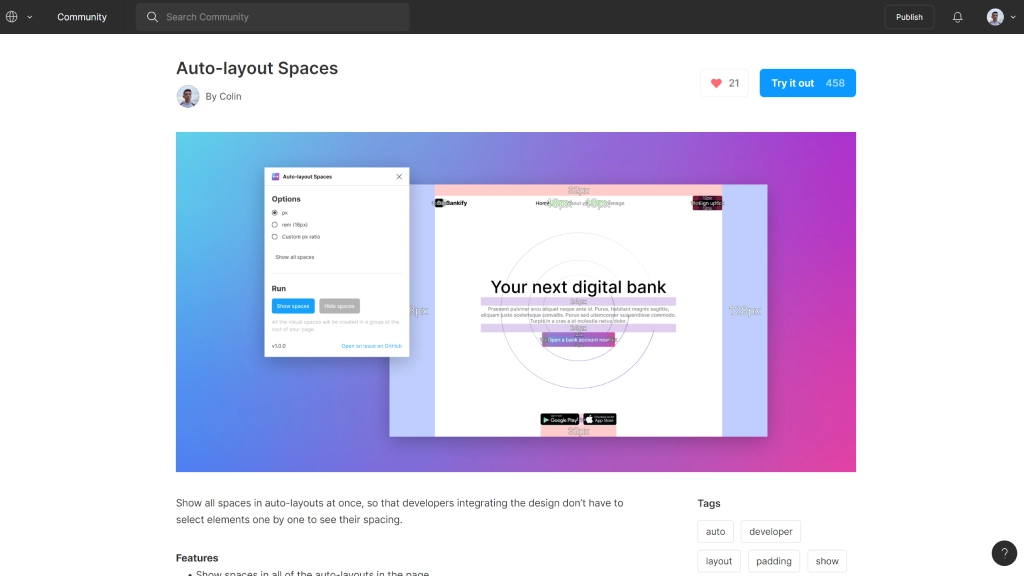 Community
Search Community
Publish
Auto-layout Spaces
By Colin
21
Try it out 458
Auto-layout Spaces
Options
px
rem (16px)
Custom px ratio
Show all spaces
Run
Show spaces
Hide spaces
All the visual spaces will be created in a group at the
root of your page.
v1.0.0
Open an issue on GitHub
32px
Bankify
Home
48px
48px
Sign up
128px
Your next digital bank
24px
Praesent pulvinar arcu aliquet neque ante st. Purus, habitant magnis sagittis,
aliquam justo scelerisque convallis. Purus sed ullamcorper suspendisse commodo.
Turpis in a cras a et molestie netus dolor.
24px
Open a bank account now
Google Play
App Store
32px
Show all spaces in auto-layouts at once, so that developers integrating the design don’t have to
select elements one by one to see their spacing.
Features
• Show spaces in all of the auto-layouts in the page
Tags
auto
developer
layout
padding
show
?